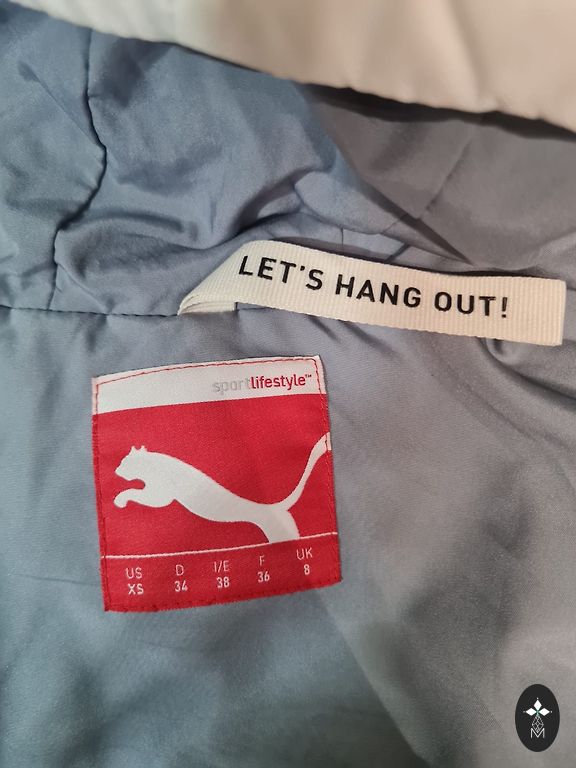 LET'S HANG OUT!
sportlifestyle™
US D I/E F UK
XS 34 38 36 8
M